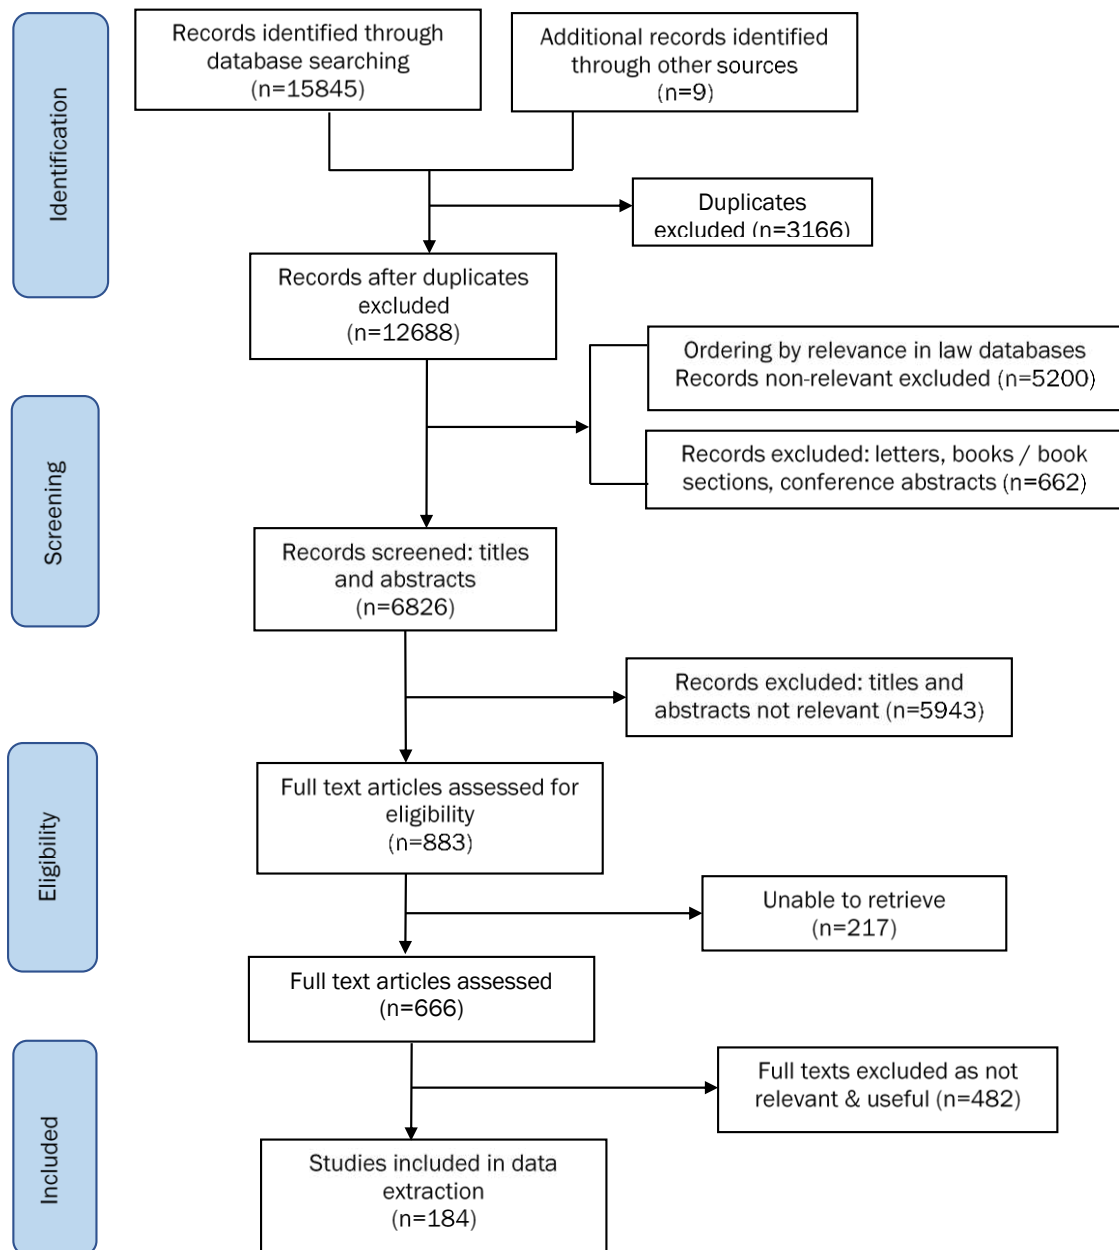 Identification
Records identified through
database searching
(n=15845)
Additional records identified
through other sources
(n=9)
Duplicates
excluded (n=3166)
Records after duplicates
excluded
(n=12688)
Ordering by relevance in law databases
Records non-relevant excluded (n=5200)
Records excluded: letters, books / book
sections, conference abstracts (n=662)
Screening
Records screened: titles
and abstracts
(n=6826)
Records excluded: titles and
abstracts not relevant (n=5943)
Eligibility
Full text articles assessed for
eligibility
(n=883)
Unable to retrieve
(n=217)
Full text articles assessed
(n=666)
Included
Full texts excluded as not
relevant & useful (n=482)
Studies included in data
extraction
(n=184)